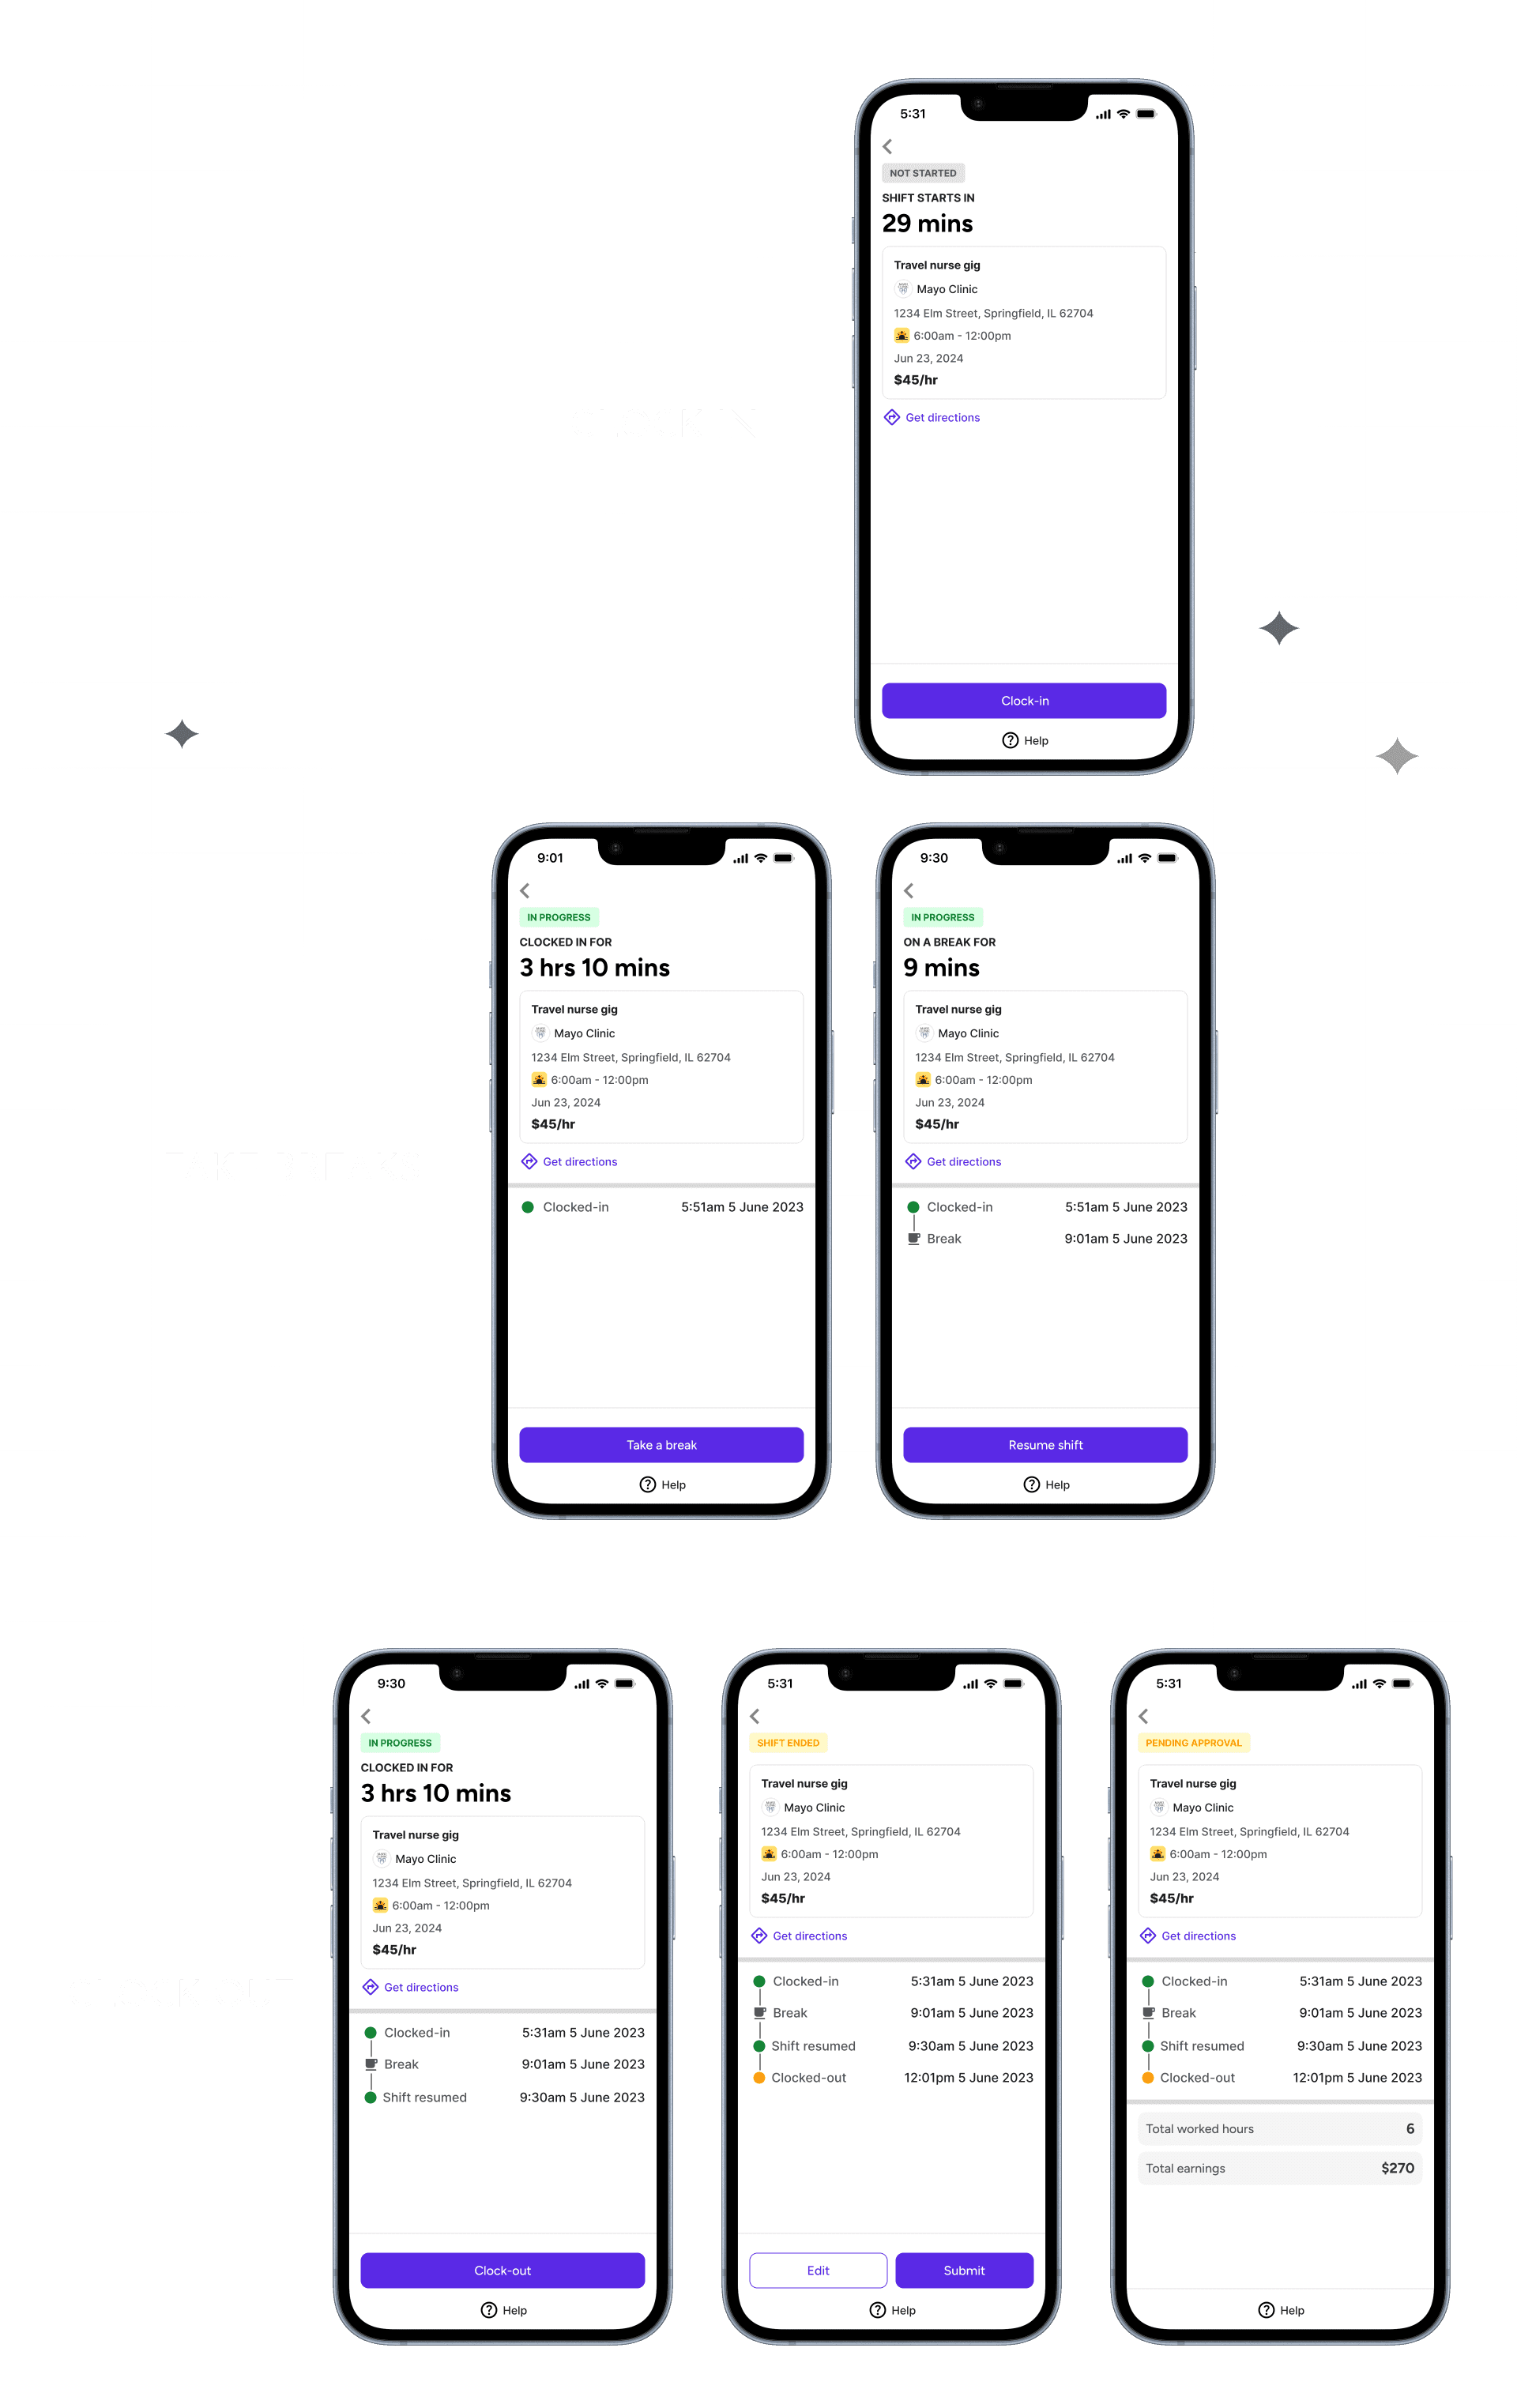 5:31
NOT STARTED
SHIFT STARTS IN
29 mins
Travel nurse gig
Mayo Clinic
1234 Elm Street, Springfield, IL 62704
6:00am - 12:00pm
Jun 23, 2024
$45/hr
Get directions
Clock-in
Help
9:01
IN PROGRESS
CLOCKED IN FOR
3 hrs 10 mins
Travel nurse gig
Mayo Clinic
1234 Elm Street, Springfield, IL 62704
6:00am - 12:00pm
Jun 23, 2024
$45/hr
Get directions
Clocked-in 5:51am 5 June 2023
Take a break
Help
9:30
IN PROGRESS
ON A BREAK FOR
9 mins
Travel nurse gig
Mayo Clinic
1234 Elm Street, Springfield, IL 62704
6:00am - 12:00pm
Jun 23, 2024
$45/hr
Get directions
Clocked-in 5:51am 5 June 2023
Break 9:01am 5 June 2023
Resume shift
Help
9:30
IN PROGRESS
CLOCKED IN FOR
3 hrs 10 mins
Travel nurse gig
Mayo Clinic
1234 Elm Street, Springfield, IL 62704
6:00am - 12:00pm
Jun 23, 2024
$45/hr
Get directions
Clocked-in 5:31am 5 June 2023
Break 9:01am 5 June 2023
Shift resumed 9:30am 5 June 2023
Clock-out
Help
5:31
SHIFT ENDED
Travel nurse gig
Mayo Clinic
1234 Elm Street, Springfield, IL 62704
6:00am - 12:00pm
Jun 23, 2024
$45/hr
Get directions
Clocked-in 5:31am 5 June 2023
Break 9:01am 5 June 2023
Shift resumed 9:30am 5 June 2023
Clocked-out 12:01pm 5 June 2023
Edit Submit
Help
5:31
PENDING APPROVAL
Travel nurse gig
Mayo Clinic
1234 Elm Street, Springfield, IL 62704
6:00am - 12:00pm
Jun 23, 2024
$45/hr
Get directions
Clocked-in 5:31am 5 June 2023
Break 9:01am 5 June 2023
Shift resumed 9:30am 5 June 2023
Clocked-out 12:01pm 5 June 2023
Total worked hours 6
Total earnings $270
Help